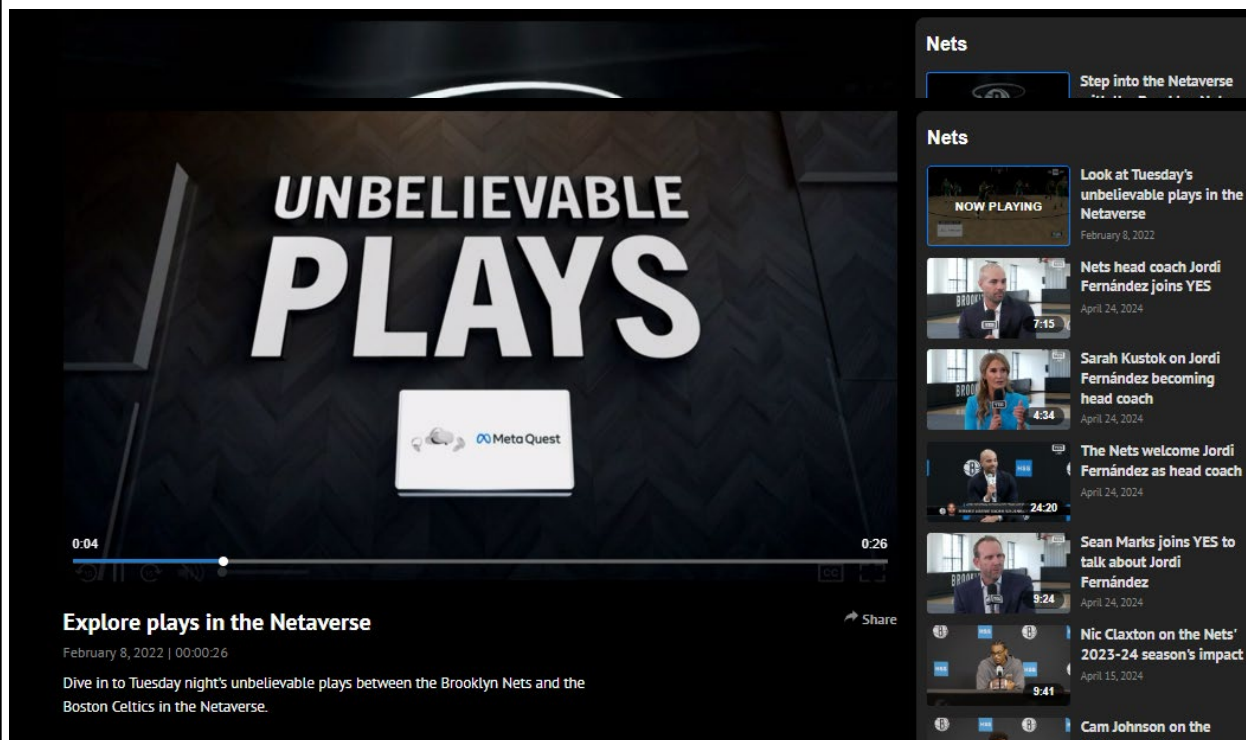 Nets
Step into the Netaverse
Nets
UNBELIEVABLE
PLAYS
Meta Quest
0:04
0:26
NOW PLAYING
Look at Tuesday's
unbelievable plays in the
Netaverse
February 8, 2022
7:15
Nets head coach Jordi
Fernández joins YES
April 24, 2024
4:34
Sarah Kustok on Jordi
Fernández becoming
head coach
April 24, 2024
24:20
The Nets welcome Jordi
Fernández as head coach
April 24, 2024
9:24
Sean Marks joins YES to
talk about Jordi
Fernández
April 24, 2024
9:41
Nic Claxton on the Nets'
2023-24 season's impact
April 15, 2024
Cam Johnson on the
CC
Explore plays in the Netaverse
Share
February 8, 2022 | 00:00:26
Dive in to Tuesday night's unbelievable plays between the Brooklyn Nets and the
Boston Celtics in the Netaverse.